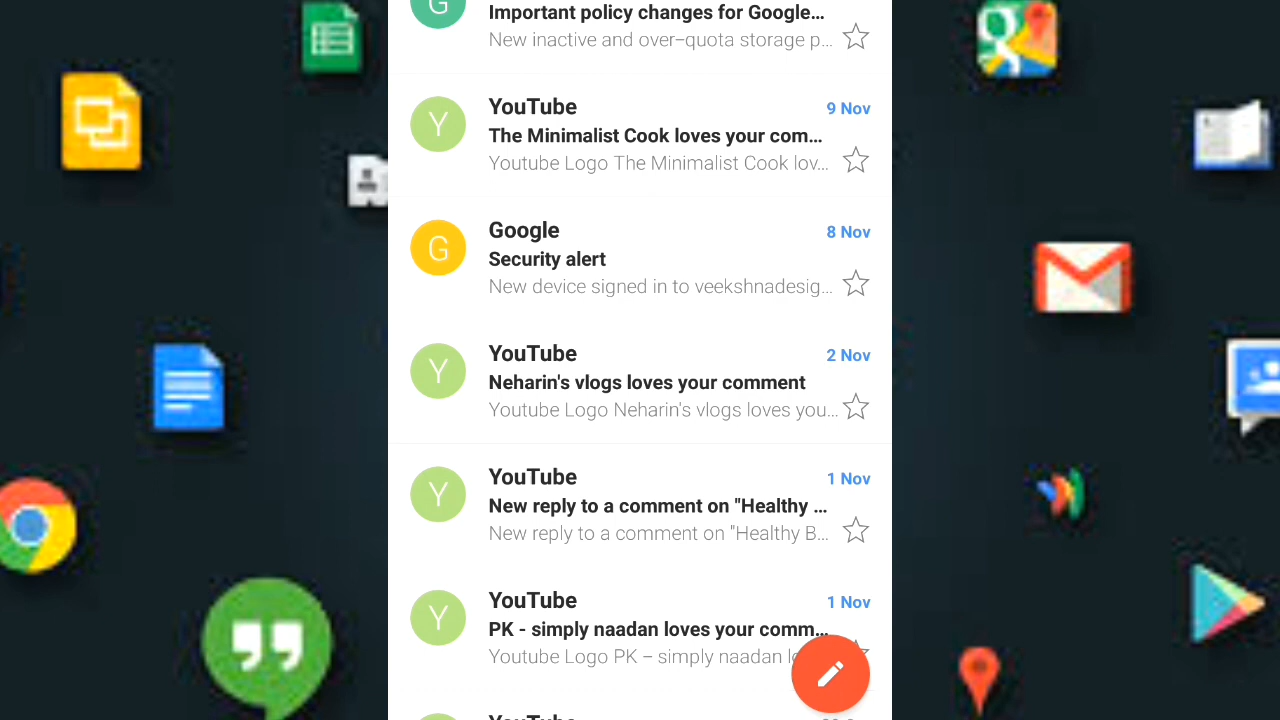 G
Important policy changes for Google...
New inactive and over-quota storage p...
Y
YouTube
9 Nov
The Minimalist Cook loves your com...
Youtube Logo The Minimalist Cook lov...
G
Google
8 Nov
Security alert
New device signed in to veekshnadesig...
Y
YouTube
2 Nov
Neharin's vlogs loves your comment
Youtube Logo Neharin's vlogs loves you...
Y
YouTube
1 Nov
New reply to a comment on "Healthy ...
New reply to a comment on "Healthy B...
Y
YouTube
1 Nov
PK - simply naadan loves your comm...
Youtube Logo PK – simply naadan
YouTube